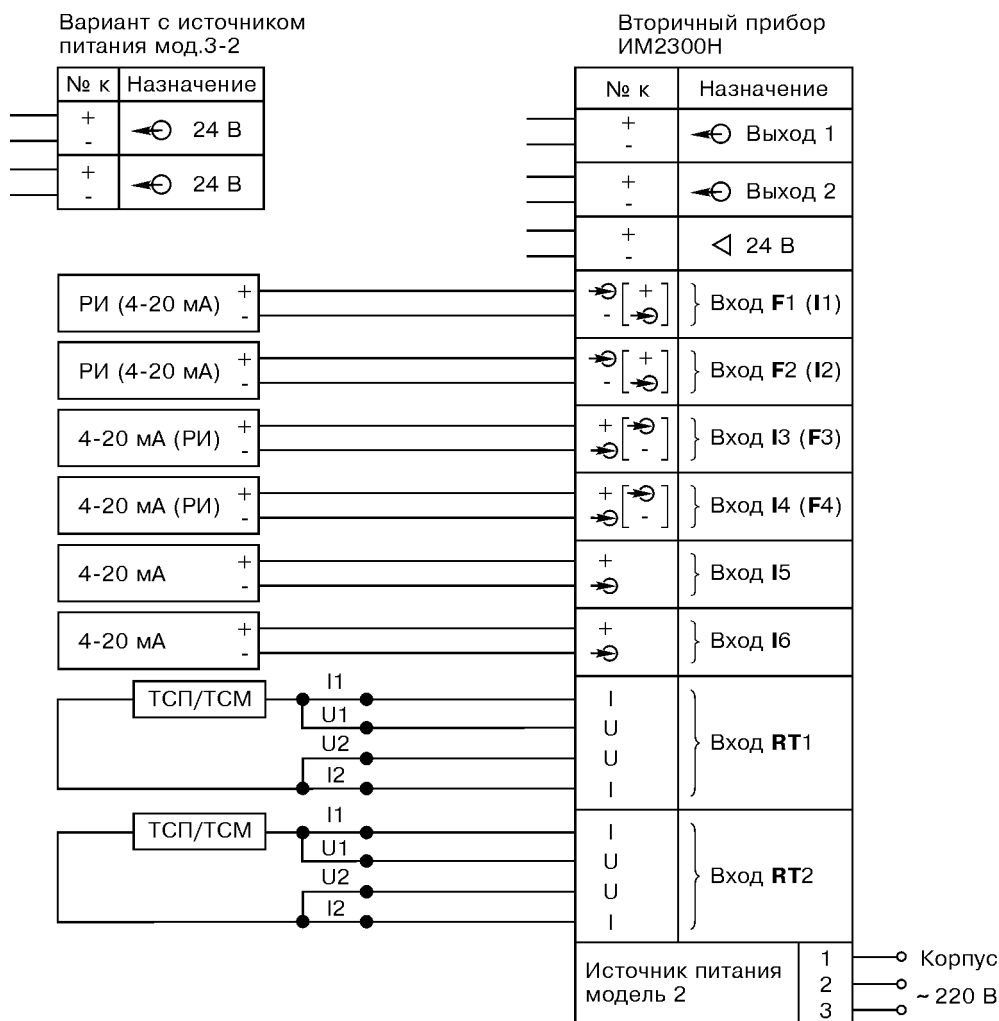 Вариант с источником
питания мод.3-2
№ к Назначение
+ 24 В
-
+ 24 В
-
Вторичный прибор
ИМ2300Н
№ к Назначение
+ Выход 1
-
+ Выход 2
-
+ 24 В
-
РИ (4-20 мА) + -
[ + ] - Вход F1 (I1)
РИ (4-20 мА) + -
[ + ] - Вход F2 (I2)
4-20 мА (РИ) + -
+ [ - ] Вход I3 (F3)
4-20 мА (РИ) + -
+ [ - ] Вход I4 (F4)
4-20 мА + -
+ Вход I5
4-20 мА + -
+ Вход I6
ТСП/ТСМ I1 I
U1 U
Вход RT1
U2 U
I2 I
ТСП/ТСМ I1 I
U1 U
Вход RT2
U2 U
I2 I
Источник питания
модель 2
1 Корпус
2
~ 220 В
3